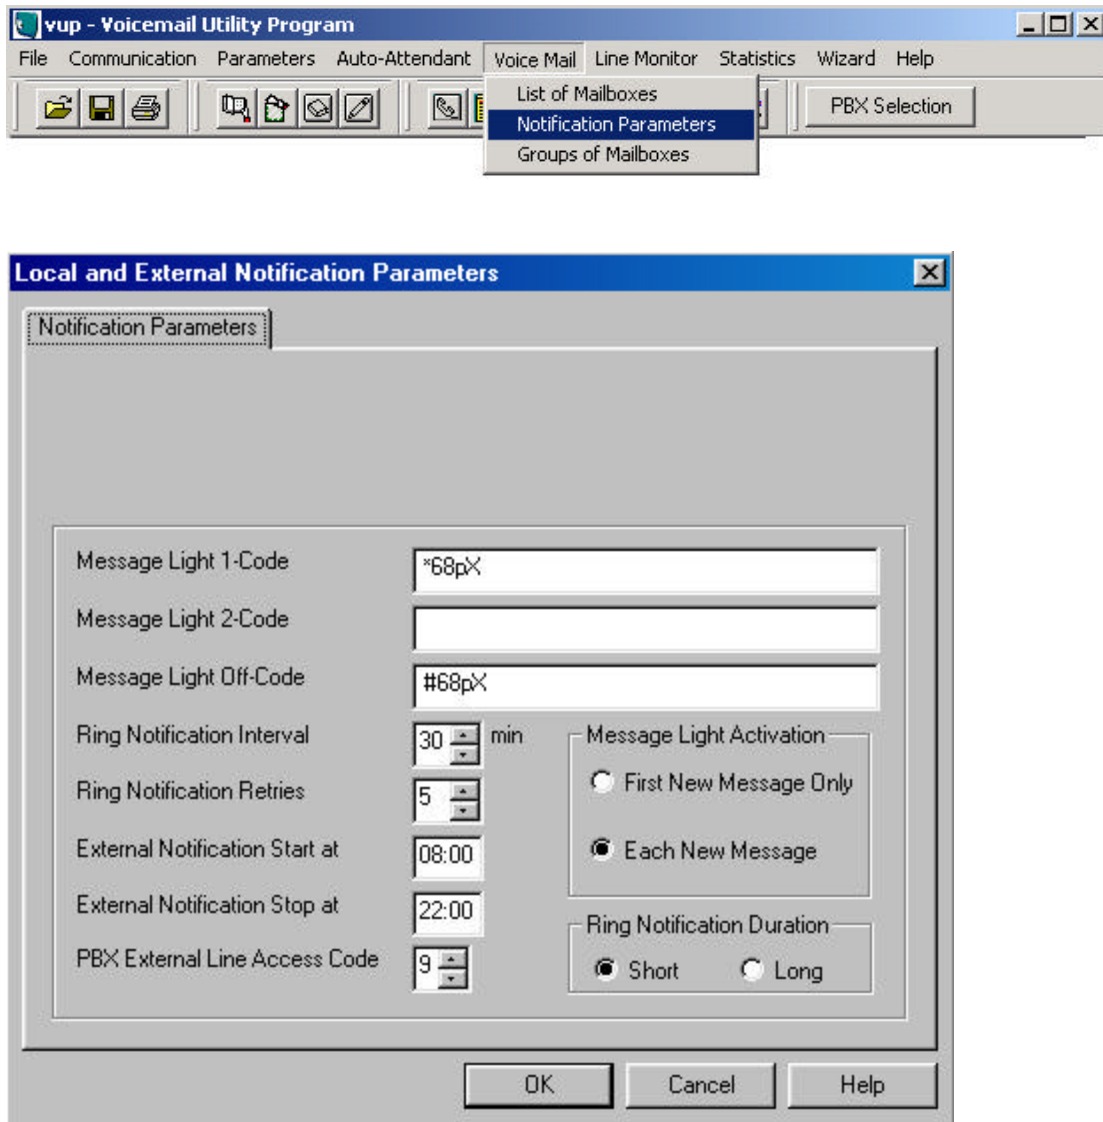 vup - Voicemail Utility Program
File Communication Parameters Auto-Attendant Voice Mail Line Monitor Statistics Wizard Help
PBX Selection
List of Mailboxes
Notification Parameters
Groups of Mailboxes
Local and External Notification Parameters
Notification Parameters
Message Light 1-Code *68pX
Message Light 2-Code
Message Light Off-Code #68pX
Ring Notification Interval 30 min
Ring Notification Retries 5
External Notification Start at 08:00
External Notification Stop at 22:00
PBX External Line Access Code 9
Message Light Activation
First New Message Only
Each New Message
Ring Notification Duration
Short Long
OK Cancel Help